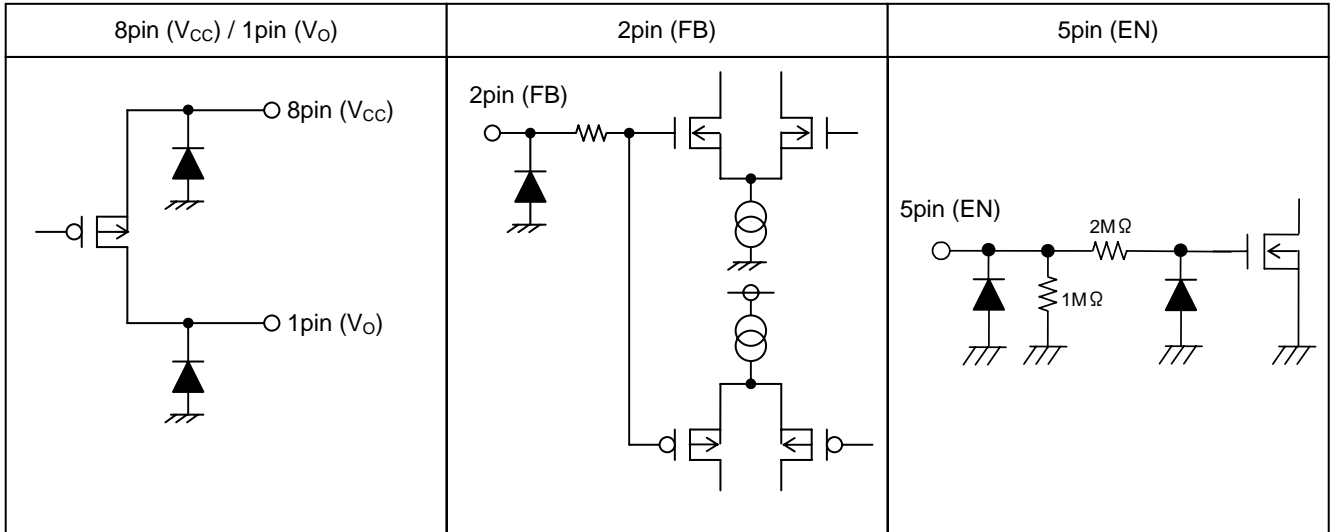 8pin (VCC) / 1pin (VO)
2pin (FB)
5pin (EN)
8pin (VCC)
1pin (VO)
2pin (FB)
5pin (EN)
2MΩ
1MΩ